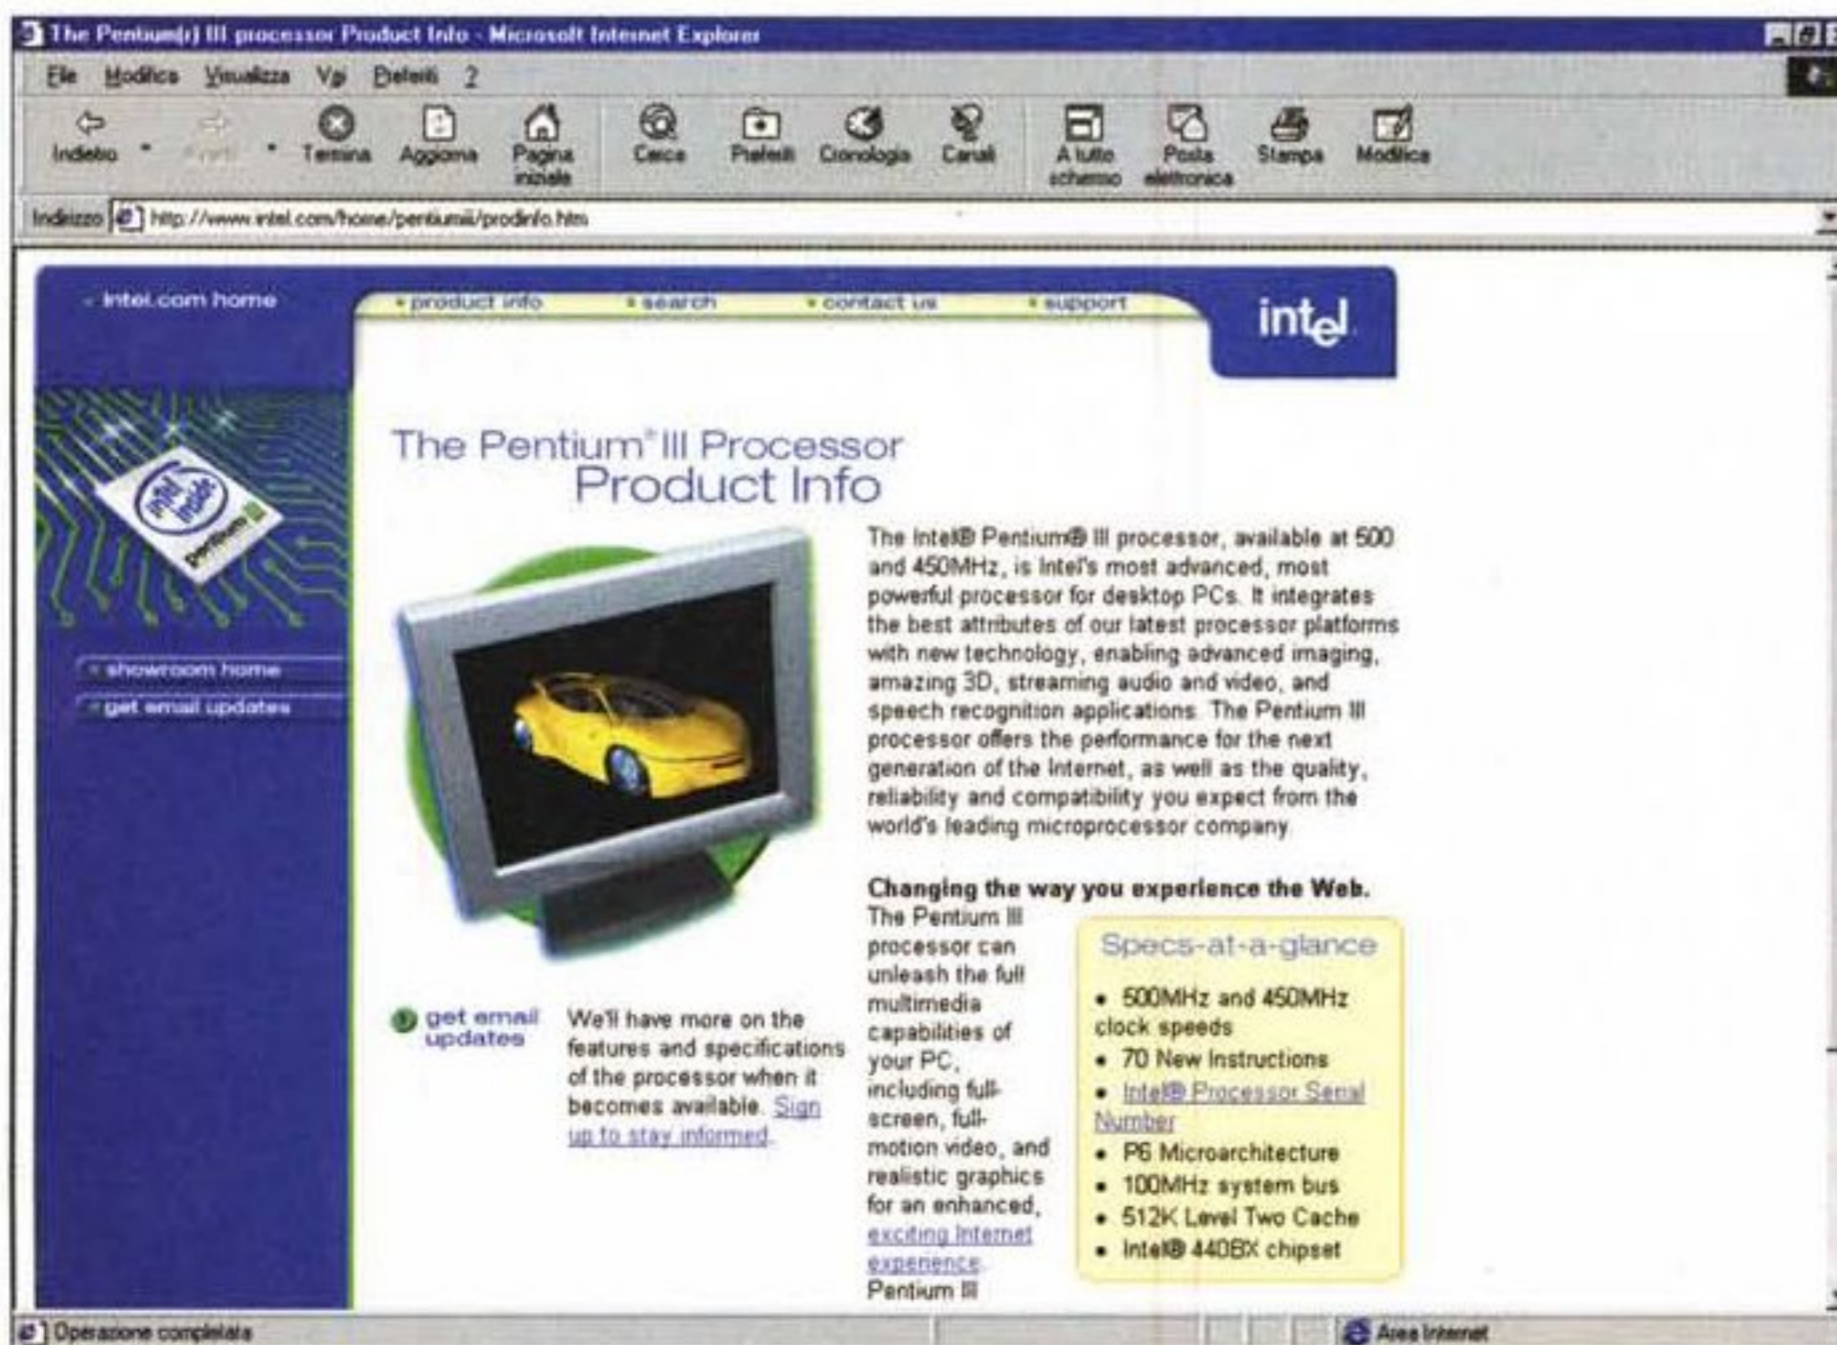 The Pentium(r) III processor Product Info - Microsoft Internet Explorer
File Modifica Visualizza Vai Preferiti ?
Indietro Termina Aggiorna Pagina iniziale Cerca Preferiti Cronologia Canali A tutto schermo Posta elettronica Stampa Modifica
Indirizzo http://www.intel.com/home/pentiumiii/prodinfo.htm
intel.com home
product info search contact us support
intel
intel inside
pentium III
showroom home
get email updates
The Pentium® III Processor
Product Info
The Intel® Pentium® III processor, available at 500
and 450MHz, is Intel's most advanced, most
powerful processor for desktop PCs. It integrates
the best attributes of our latest processor platforms
with new technology, enabling advanced imaging,
amazing 3D, streaming audio and video, and
speech recognition applications. The Pentium III
processor offers the performance for the next
generation of the Internet, as well as the quality,
reliability and compatibility you expect from the
world's leading microprocessor company.
get email
updates
We'll have more on the
features and specifications
of the processor when it
becomes available. Sign
up to stay informed.
Changing the way you experience the Web.
The Pentium III
processor can
unleash the full
multimedia
capabilities of
your PC,
including full-
screen, full-
motion video, and
realistic graphics
for an enhanced,
exciting Internet
experience.
Pentium III
Specs-at-a-glance
• 500MHz and 450MHz
clock speeds
• 70 New Instructions
• Intel® Processor Serial
Number
• P6 Microarchitecture
• 100MHz system bus
• 512K Level Two Cache
• Intel® 440BX chipset
Operazione completata
Area Internet